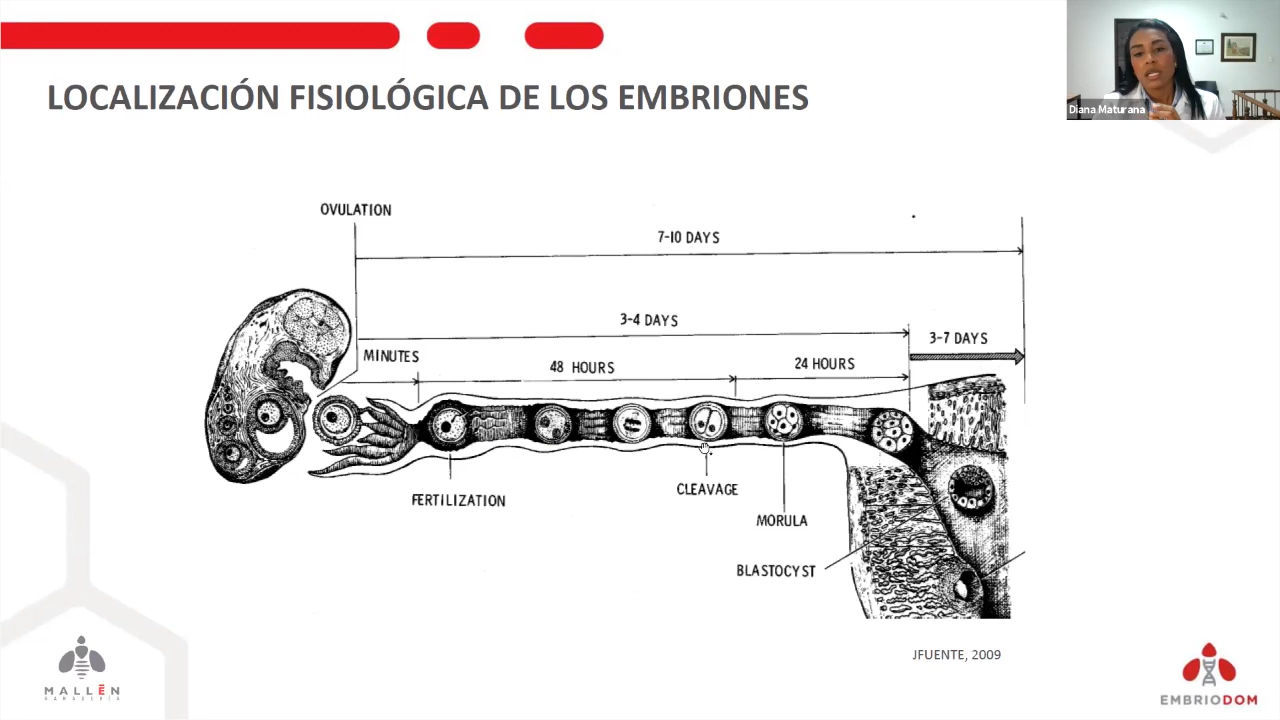 LOCALIZACIÓN FISIOLÓGICA DE LOS EMBRIONES
Diana Maturana
OVULATION
7-10 DAYS
3-4 DAYS
3-7 DAYS
MINUTES
48 HOURS
24 HOURS
FERTILIZATION
CLEAVAGE
MORULA
BLASTOCYST
JFUENTE, 2009
MALLĒN
EMBRIODOM